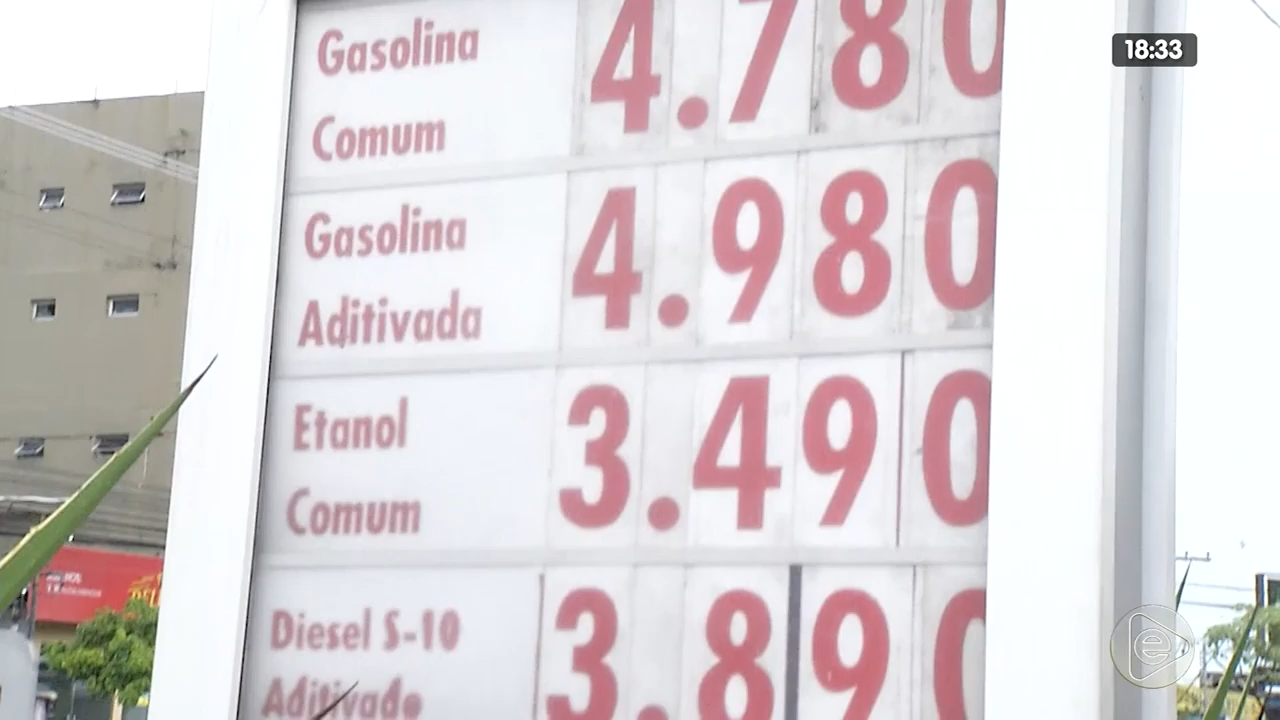 18:33
Gasolina 4.780
Comum
Gasolina 4.980
Aditivada
Etanol 3.490
Comum
Diesel S-10 3.890
Aditivado
e